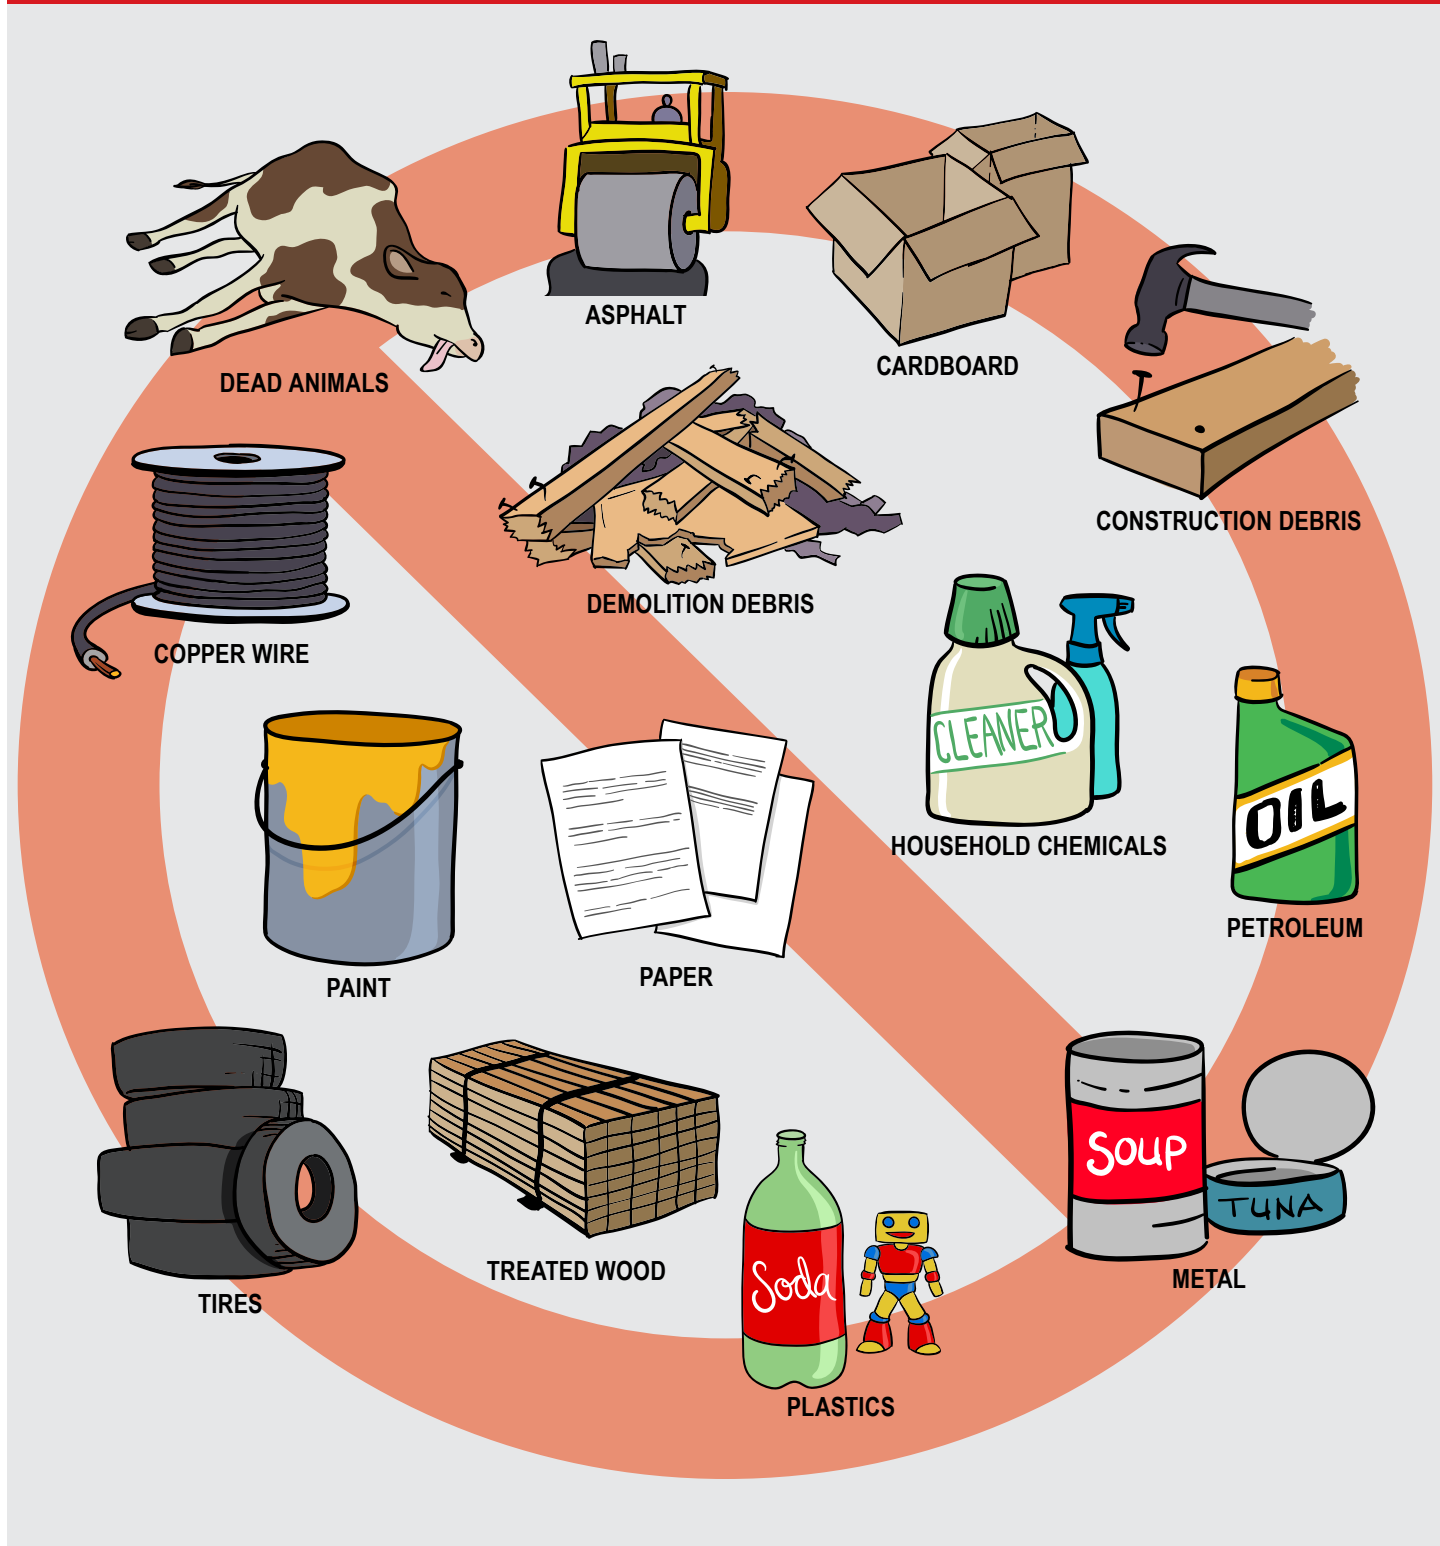 ASPHALT
CARDBOARD
DEAD ANIMALS
CONSTRUCTION DEBRIS
DEMOLITION DEBRIS
COPPER WIRE
CLEANER
HOUSEHOLD CHEMICALS
OIL
PETROLEUM
PAPER
PAINT
SOUP
TUNA
METAL
TREATED WOOD
TIRES
Soda
PLASTICS